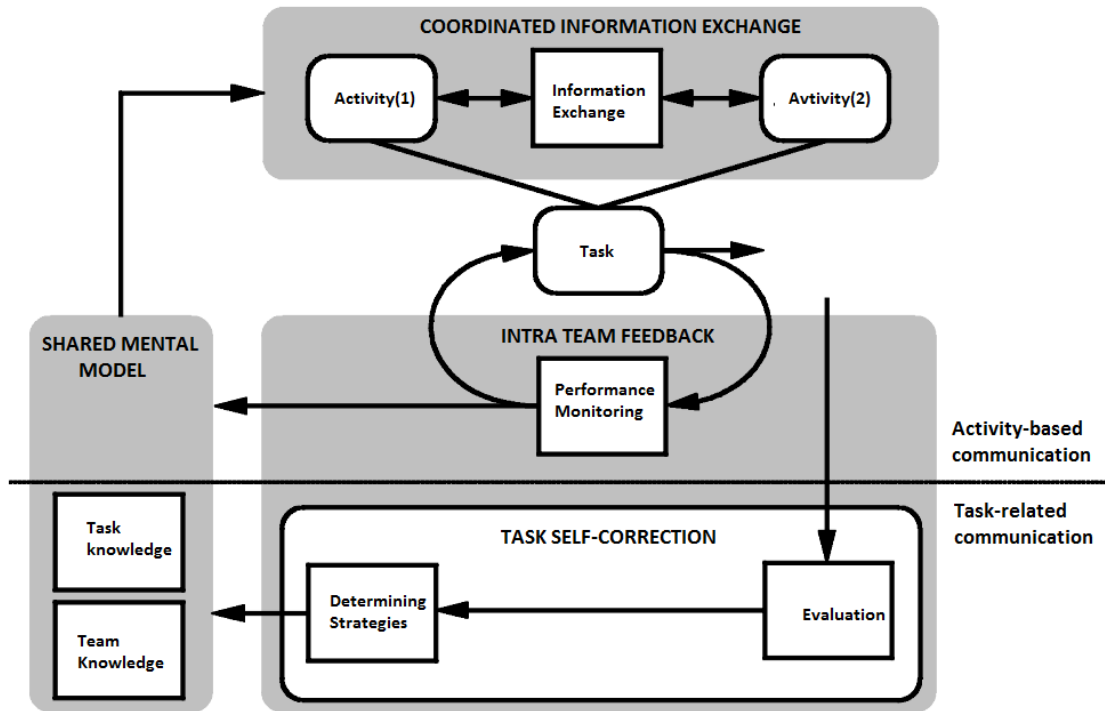 COORDINATED INFORMATION EXCHANGE
Activity(1)
Information
Exchange
Avtivity(2)
Task
SHARED MENTAL
MODEL
INTRA TEAM FEEDBACK
Performance
Monitoring
Activity-based
communication
Task-related
communication
Task
knowledge
Team
Knowledge
TASK SELF-CORRECTION
Determining
Strategies
Evaluation